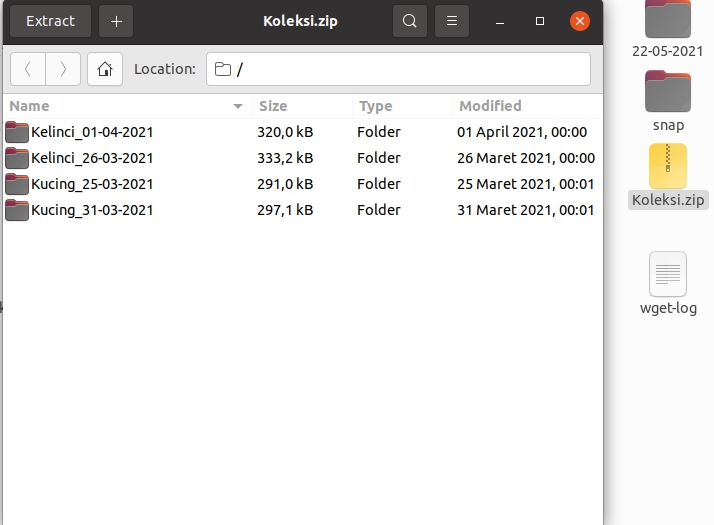 Extract
Koleksi.zip
Location: /
Name Size Type Modified
Kelinci_01-04-2021 320,0 kB Folder 01 April 2021, 00:00
Kelinci_26-03-2021 333,2 kB Folder 26 Maret 2021, 00:00
Kucing_25-03-2021 291,0 kB Folder 25 Maret 2021, 00:01
Kucing_31-03-2021 297,1 kB Folder 31 Maret 2021, 00:01
22-05-2021
snap
Koleksi.zip
wget-log